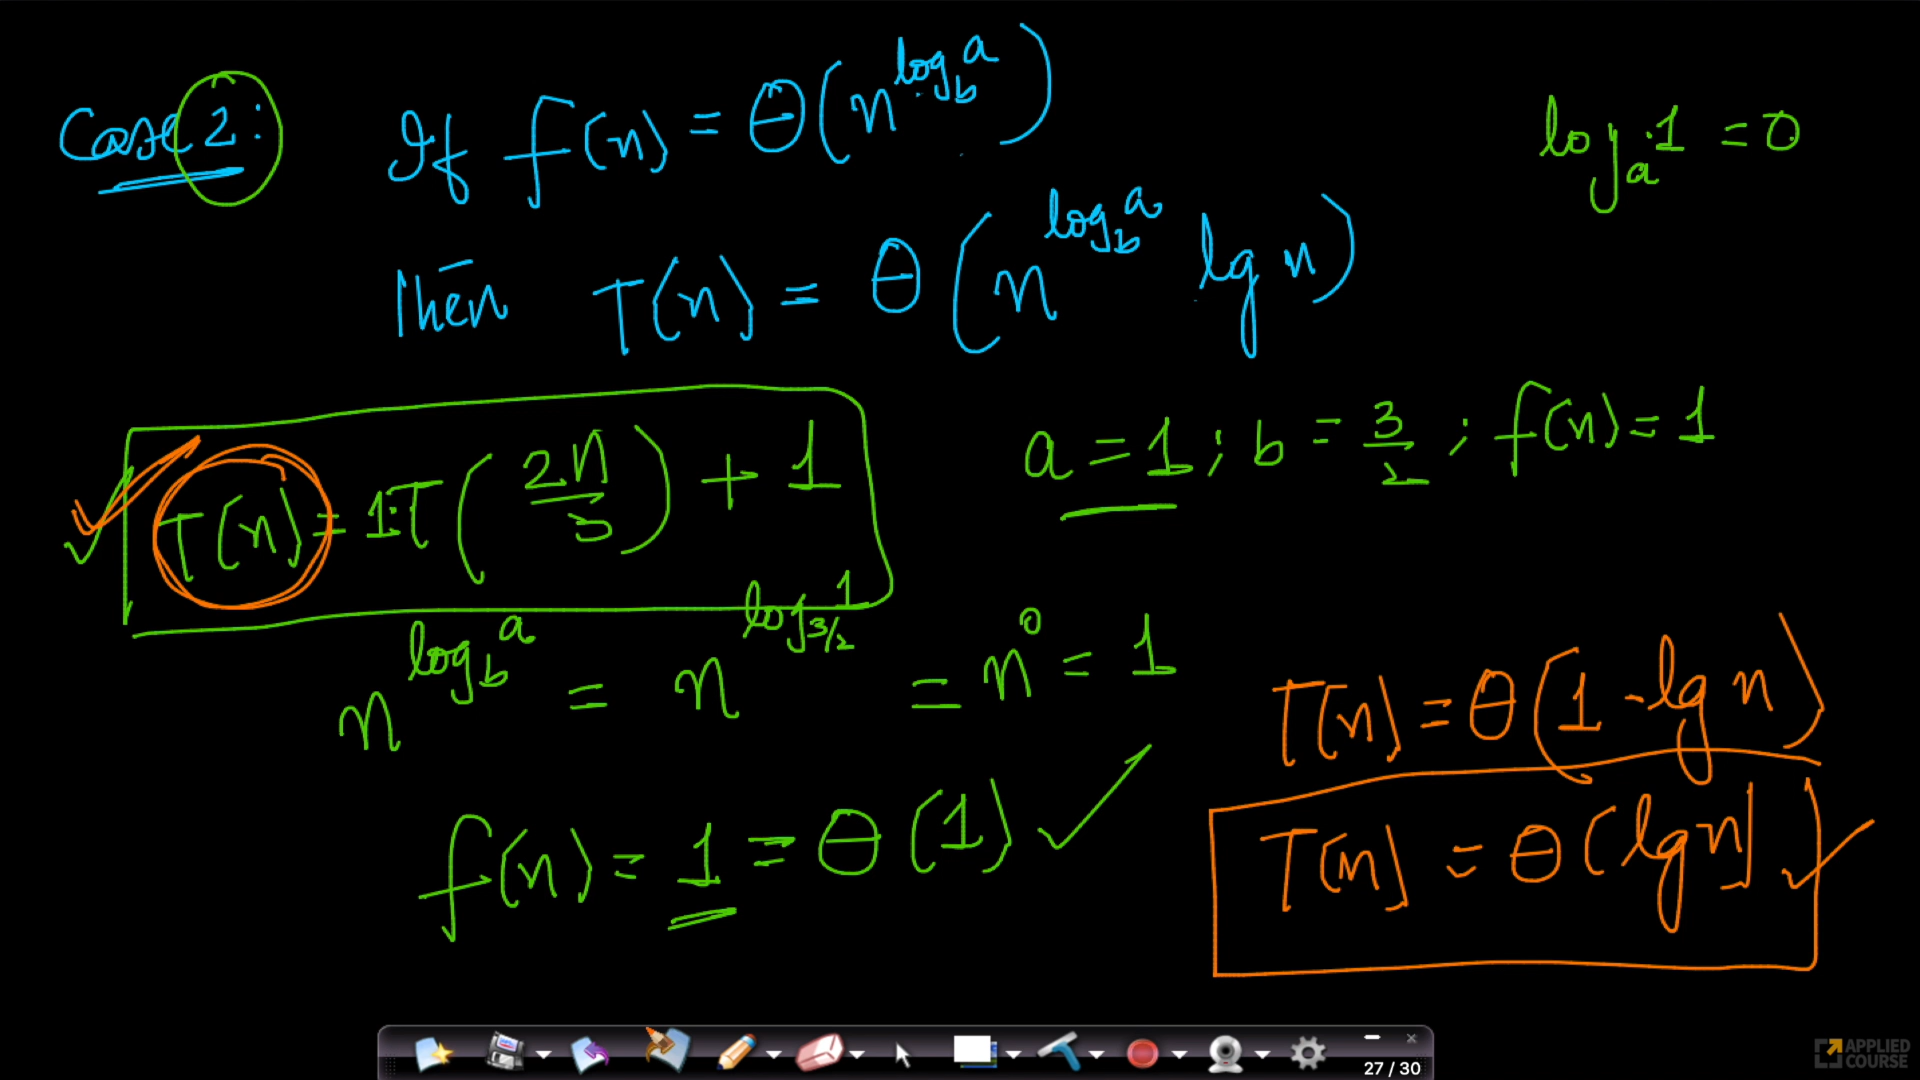 Case 2: If f(n) = Θ(n^log_b a)
log_a 1 = 0
Then T(n) = Θ(n^log_b a lg n)
T(n) = 1·T(2n/3) + 1
a = 1 ; b = 3/2 ; f(n) = 1
n^log_b a = n^log_3/2 1 = n^0 = 1
f(n) = 1 = Θ(1) ✓
T(n) = Θ(1·lg n)
T(n) = Θ(lg n) ✓
27 / 30
APPLIED
COURSE